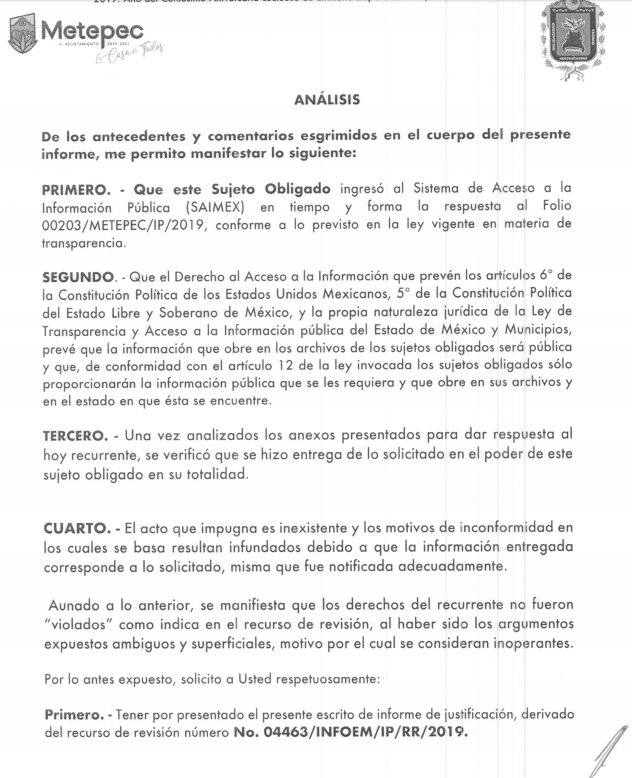 Metepec
H. AYUNTAMIENTO 2019-2021
La Casa de Todos
ANÁLISIS
De los antecedentes y comentarios esgrimidos en el cuerpo del presente
informe, me permito manifestar lo siguiente:
PRIMERO. - Que este Sujeto Obligado ingresó al Sistema de Acceso a la
Información Pública (SAIMEX) en tiempo y forma la respuesta al Folio
00203/METEPEC/IP/2019, conforme a lo previsto en la ley vigente en materia de
transparencia.
SEGUNDO. - Que el Derecho al Acceso a la Información que prevén los artículos 6° de
la Constitución Política de los Estados Unidos Mexicanos, 5° de la Constitución Política
del Estado Libre y Soberano de México, y la propia naturaleza jurídica de la Ley de
Transparencia y Acceso a la Información pública del Estado de México y Municipios,
prevé que la información que obre en los archivos de los sujetos obligados será pública
y que, de conformidad con el artículo 12 de la ley invocada los sujetos obligados sólo
proporcionarán la información pública que se les requiera y que obre en sus archivos y
en el estado en que ésta se encuentre.
TERCERO. - Una vez analizados los anexos presentados para dar respuesta al
hoy recurrente, se verificó que se hizo entrega de lo solicitado en el poder de este
sujeto obligado en su totalidad.
CUARTO. - El acto que impugna es inexistente y los motivos de inconformidad en
los cuales se basa resultan infundados debido a que la información entregada
corresponde a lo solicitado, misma que fue notificada adecuadamente.
Aunado a lo anterior, se manifiesta que los derechos del recurrente no fueron
"violados" como indica en el recurso de revisión, al haber sido los argumentos
expuestos ambiguos y superficiales, motivo por el cual se consideran inoperantes.
Por lo antes expuesto, solicito a Usted respetuosamente:
Primero. - Tener por presentado el presente escrito de informe de justificación, derivado
del recurso de revisión número No. 04463/INFOEM/IP/RR/2019.